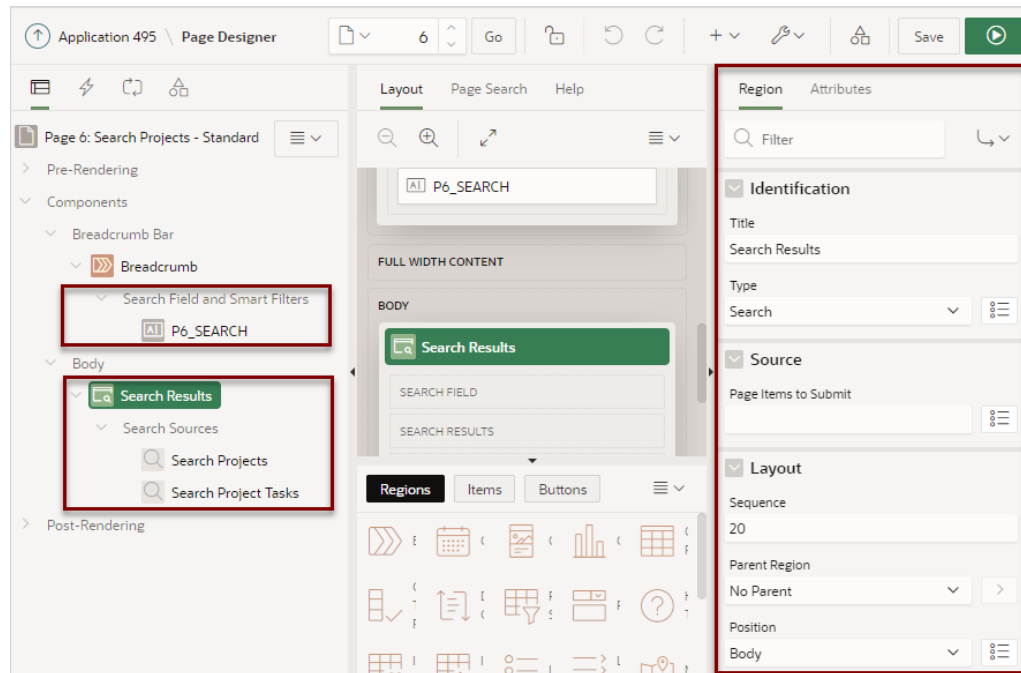 Application 495 \ Page Designer
6
Go
Save
Page 6: Search Projects - Standard
Pre-Rendering
Components
Breadcrumb Bar
Breadcrumb
Search Field and Smart Filters
P6_SEARCH
Body
Search Results
Search Sources
Search Projects
Search Project Tasks
Post-Rendering
Layout Page Search Help
P6_SEARCH
FULL WIDTH CONTENT
BODY
Search Results
SEARCH FIELD
SEARCH RESULTS
Regions Items Buttons
Region Attributes
Filter
Identification
Title
Search Results
Type
Search
Source
Page Items to Submit
Layout
Sequence
20
Parent Region
No Parent
Position
Body